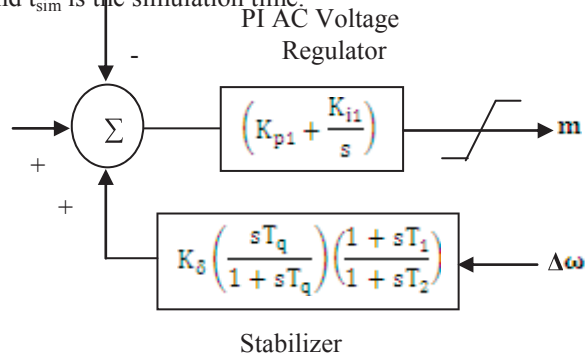 nd t_sim is the simulation time.
PI AC Voltage
Regulator
-
Σ
(K_p1 + K_i1/s)
m
+
+
K_δ (sT_q/(1 + sT_q)) ((1 + sT_1)/(1 + sT_2))
Δω
Stabilizer